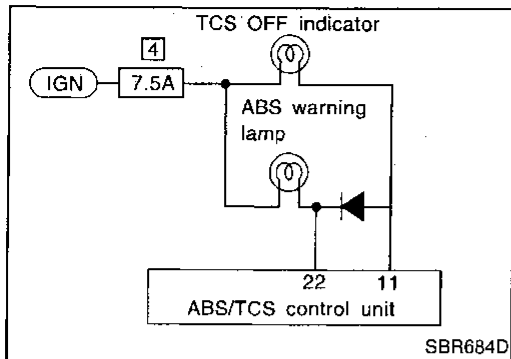 TCS OFF indicator
4
IGN 7.5A
ABS warning
lamp
22 11
ABS/TCS control unit
SBR684D